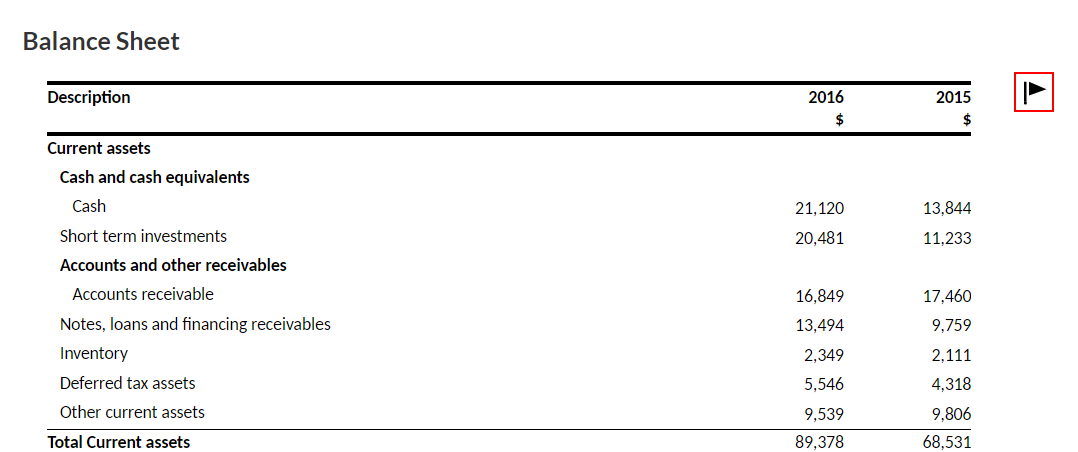 Balance Sheet
Description 2016 2015
$ $
Current assets
Cash and cash equivalents
Cash 21,120 13,844
Short term investments 20,481 11,233
Accounts and other receivables
Accounts receivable 16,849 17,460
Notes, loans and financing receivables 13,494 9,759
Inventory 2,349 2,111
Deferred tax assets 5,546 4,318
Other current assets 9,539 9,806
Total Current assets 89,378 68,531